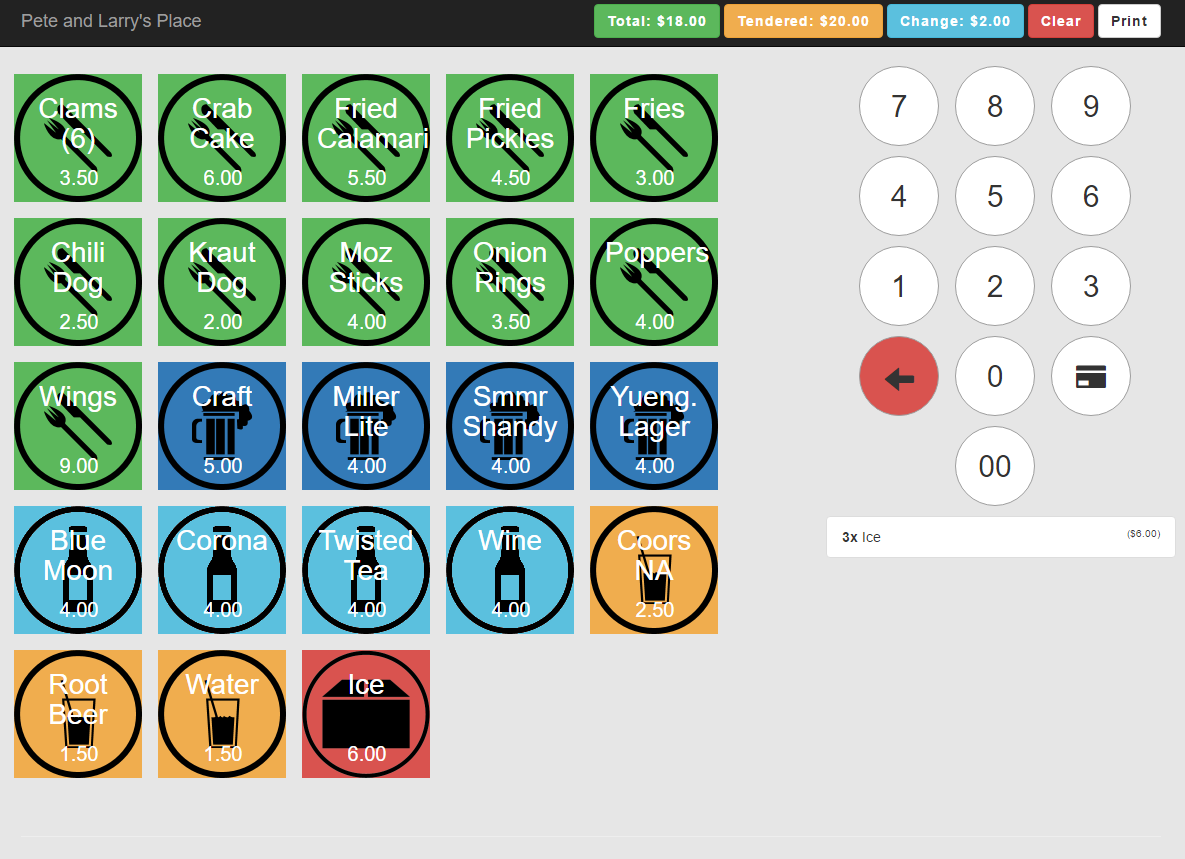 Pete and Larry's Place
Total: $18.00
Tendered: $20.00
Change: $2.00
Clear
Print
Clams
(6)
3.50
Crab
Cake
6.00
Fried
Calamari
5.50
Fried
Pickles
4.50
Fries
3.00
Chili
Dog
2.50
Kraut
Dog
2.00
Moz
Sticks
4.00
Onion
Rings
3.50
Poppers
4.00
Wings
9.00
Craft
5.00
Miller
Lite
4.00
Smmr
Shandy
4.00
Yueng.
Lager
4.00
Blue
Moon
4.00
Corona
4.00
Twisted
Tea
4.00
Wine
4.00
Coors
NA
2.50
Root
Beer
1.50
Water
1.50
Ice
6.00
7 8 9
4 5 6
1 2 3
0
00
3x Ice ($6.00)